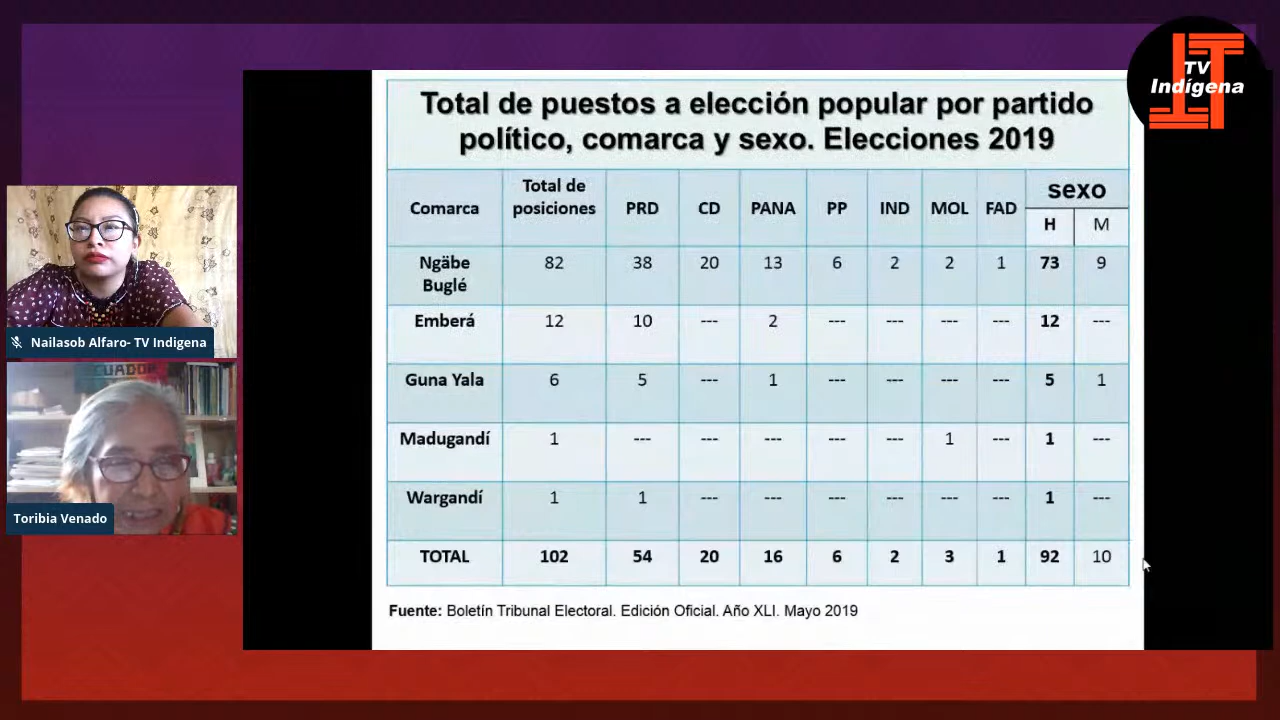 TV
Indígena
Total de puestos a elección popular por partido
político, comarca y sexo. Elecciones 2019
Comarca Total de posiciones PRD CD PANA PP IND MOL FAD sexo
H M
Ngäbe Buglé 82 38 20 13 6 2 2 1 73 9
Emberá 12 10 --- 2 --- --- --- --- 12 ---
Guna Yala 6 5 --- 1 --- --- --- --- 5 1
Madugandí 1 --- --- --- --- --- 1 --- 1 ---
Wargandí 1 1 --- --- --- --- --- --- 1 ---
TOTAL 102 54 20 16 6 2 3 1 92 10
Fuente: Boletín Tribunal Electoral. Edición Oficial. Año XLI. Mayo 2019
Nailasob Alfaro- TV Indigena
ECUADOR
Toribia Venado